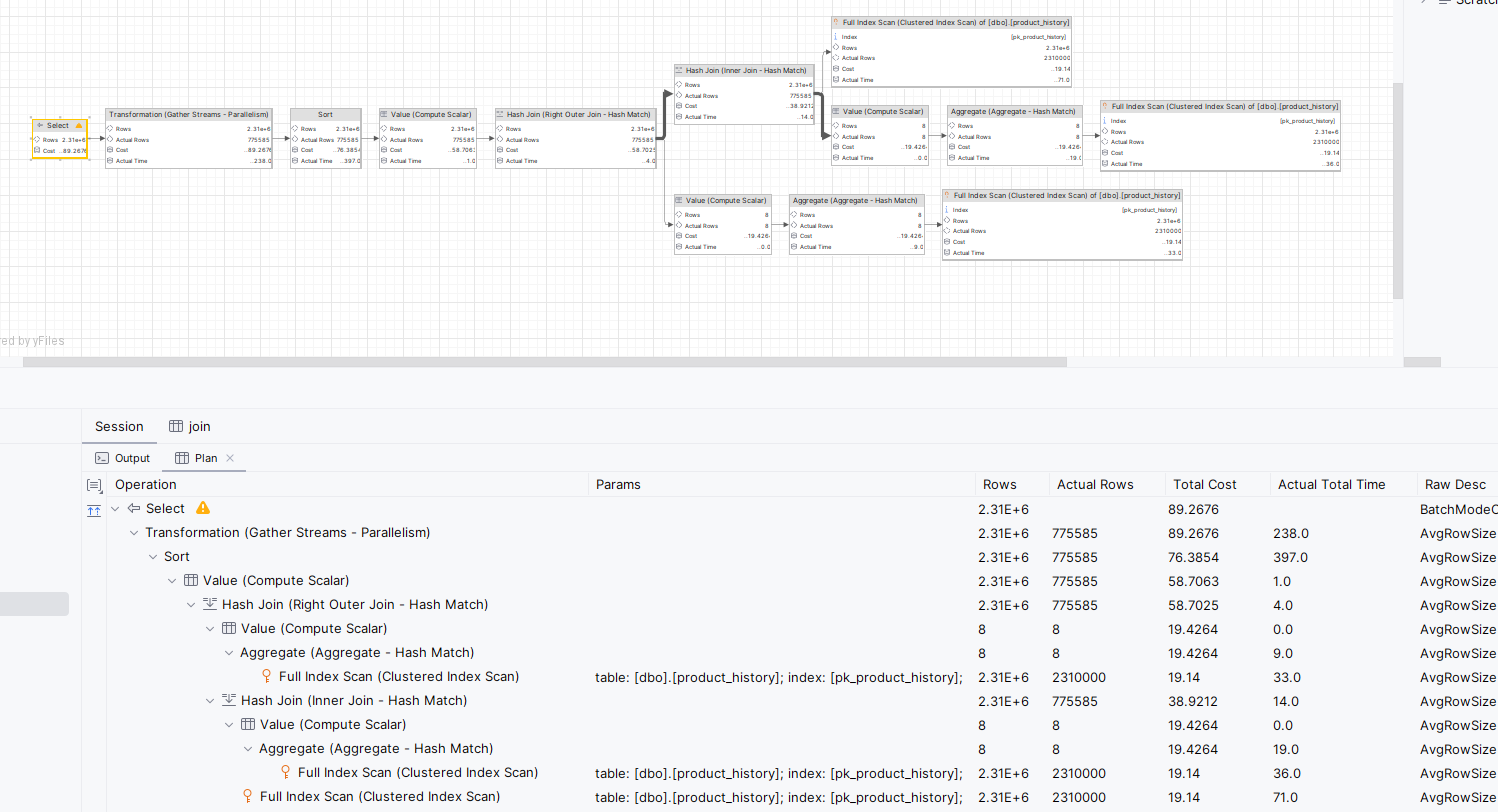 Scratch
Full Index Scan (Clustered Index Scan) of [dbo].[product_history]
Index [pk_product_history]
Rows 2.31e+6
Actual Rows 2310000
Cost ..19.14
Actual Time ..71.0
Hash Join (Inner Join - Hash Match)
Rows 2.31e+6
Actual Rows 775585
Cost ..38.9212
Actual Time ..14.0
Select
Rows 2.31e+6
Cost ..89.2676
Transformation (Gather Streams - Parallelism)
Rows 2.31e+6
Actual Rows 775585
Cost ..89.2676
Actual Time ..238.0
Sort
Rows 2.31e+6
Actual Rows 775585
Cost ..76.3854
Actual Time ..397.0
Value (Compute Scalar)
Rows 2.31e+6
Actual Rows 775585
Cost ..58.7063
Actual Time ..1.0
Hash Join (Right Outer Join - Hash Match)
Rows 2.31e+6
Actual Rows 775585
Cost ..58.7025
Actual Time ..4.0
Value (Compute Scalar)
Rows 8
Actual Rows 8
Cost ..19.426
Actual Time ..0.0
Aggregate (Aggregate - Hash Match)
Rows 8
Actual Rows 8
Cost ..19.426
Actual Time ..19.0
Full Index Scan (Clustered Index Scan) of [dbo].[product_history]
Index [pk_product_history]
Rows 2.31e+6
Actual Rows 2310000
Cost ..19.14
Actual Time ..36.0
Value (Compute Scalar)
Rows 8
Actual Rows 8
Cost ..19.426
Actual Time ..0.0
Aggregate (Aggregate - Hash Match)
Rows 8
Actual Rows 8
Cost ..19.426
Actual Time ..9.0
Full Index Scan (Clustered Index Scan) of [dbo].[product_history]
Index [pk_product_history]
Rows 2.31e+6
Actual Rows 2310000
Cost ..19.14
Actual Time ..33.0
ed by yFiles
Session join
Output Plan
Operation Params Rows Actual Rows Total Cost Actual Total Time Raw Desc
Select 2.31E+6 89.2676 BatchModeO
Transformation (Gather Streams - Parallelism) 2.31E+6 775585 89.2676 238.0 AvgRowSize
Sort 2.31E+6 775585 76.3854 397.0 AvgRowSize
Value (Compute Scalar) 2.31E+6 775585 58.7063 1.0 AvgRowSize
Hash Join (Right Outer Join - Hash Match) 2.31E+6 775585 58.7025 4.0 AvgRowSize
Value (Compute Scalar) 8 8 19.4264 0.0 AvgRowSize
Aggregate (Aggregate - Hash Match) 8 8 19.4264 9.0 AvgRowSize
Full Index Scan (Clustered Index Scan) table: [dbo].[product_history]; index: [pk_product_history]; 2.31E+6 2310000 19.14 33.0 AvgRowSize
Hash Join (Inner Join - Hash Match) 2.31E+6 775585 38.9212 14.0 AvgRowSize
Value (Compute Scalar) 8 8 19.4264 0.0 AvgRowSize
Aggregate (Aggregate - Hash Match) 8 8 19.4264 19.0 AvgRowSize
Full Index Scan (Clustered Index Scan) table: [dbo].[product_history]; index: [pk_product_history]; 2.31E+6 2310000 19.14 36.0 AvgRowSize
Full Index Scan (Clustered Index Scan) table: [dbo].[product_history]; index: [pk_product_history]; 2.31E+6 2310000 19.14 71.0 AvgRowSize